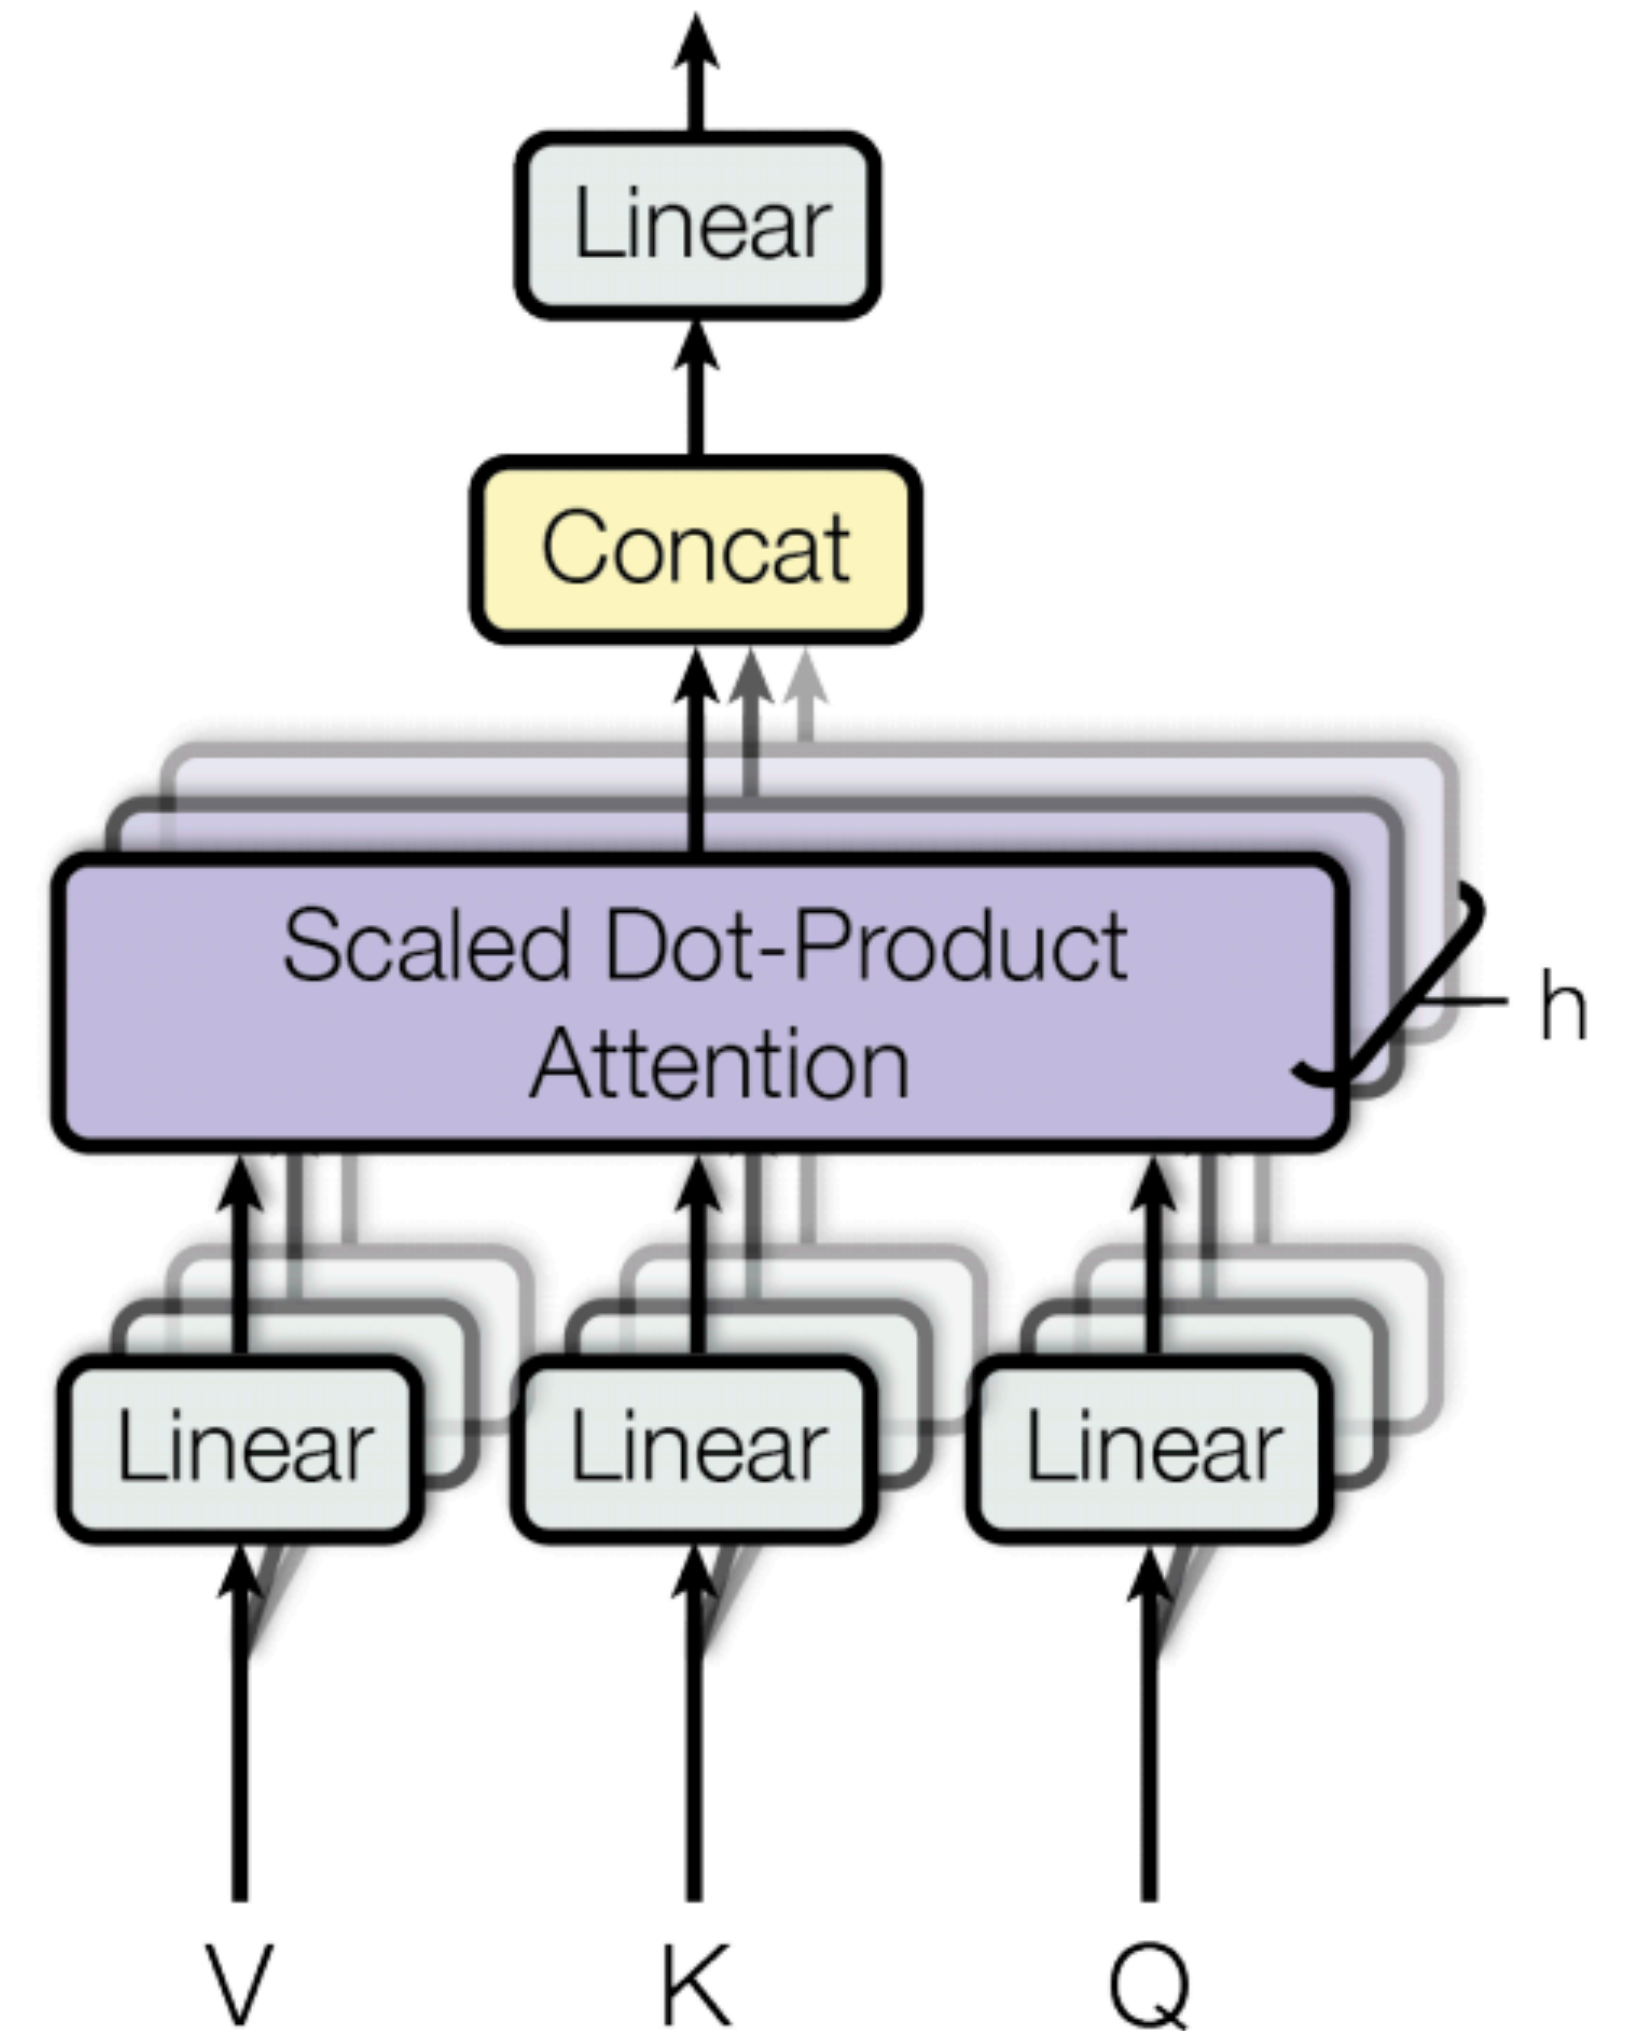 Linear
Concat
Scaled Dot-Product
Attention
h
Linear Linear Linear
V K Q